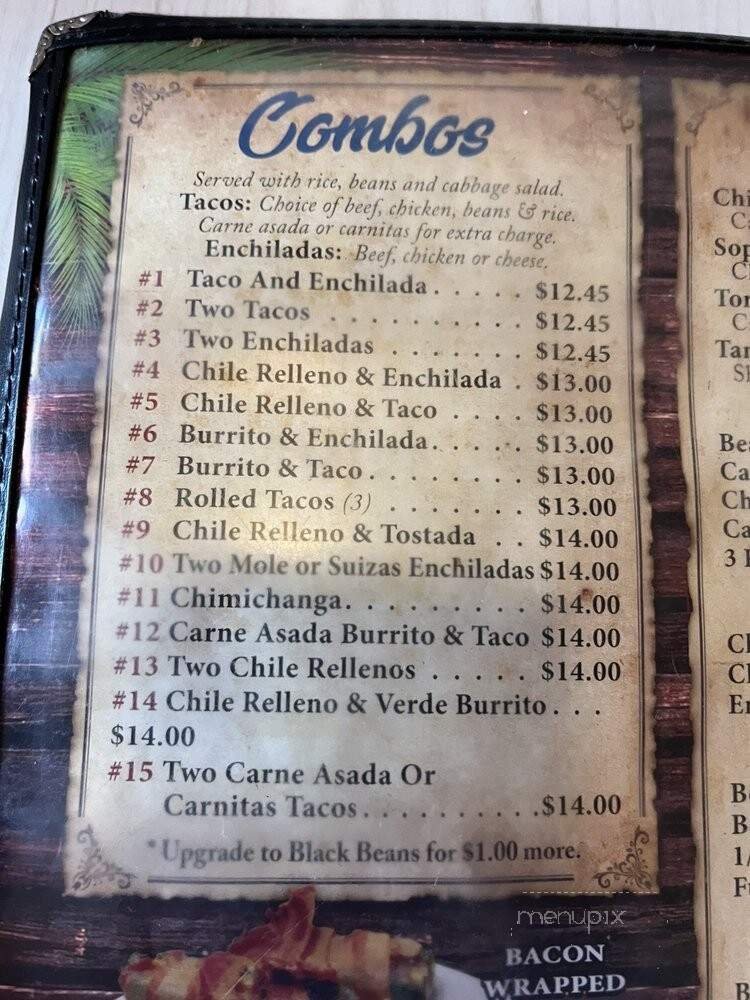 Combos
Served with rice, beans and cabbage salad.
Tacos: Choice of beef, chicken, beans & rice.
Carne asada or carnitas for extra charge.
Enchiladas: Beef, chicken or cheese.
#1 Taco And Enchilada. . . . . $12.45
#2 Two Tacos . . . . . . . . . $12.45
#3 Two Enchiladas . . . . . . . $12.45
#4 Chile Relleno & Enchilada . $13.00
#5 Chile Relleno & Taco . . . . $13.00
#6 Burrito & Enchilada. . . . . $13.00
#7 Burrito & Taco. . . . . . . . $13.00
#8 Rolled Tacos (3) . . . . . . . $13.00
#9 Chile Relleno & Tostada . . $14.00
#10 Two Mole or Suizas Enchiladas $14.00
#11 Chimichanga. . . . . . . . . $14.00
#12 Carne Asada Burrito & Taco $14.00
#13 Two Chile Rellenos . . . . . $14.00
#14 Chile Relleno & Verde Burrito . . .
$14.00
#15 Two Carne Asada Or
Carnitas Tacos. . . . . . . . . . $14.00
*Upgrade to Black Beans for $1.00 more.
menupix
BACON
WRAPPED
3
1/